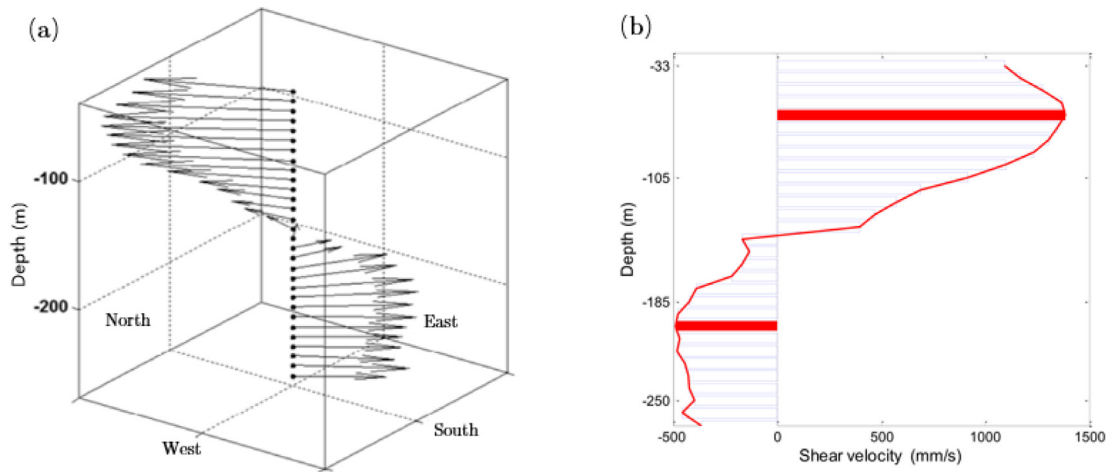 (a)
Depth (m)
-100
-200
North
East
West
South
(b)
Depth (m)
-33
-105
-185
-250
-500
0
500
1000
1500
Shear velocity (mm/s)